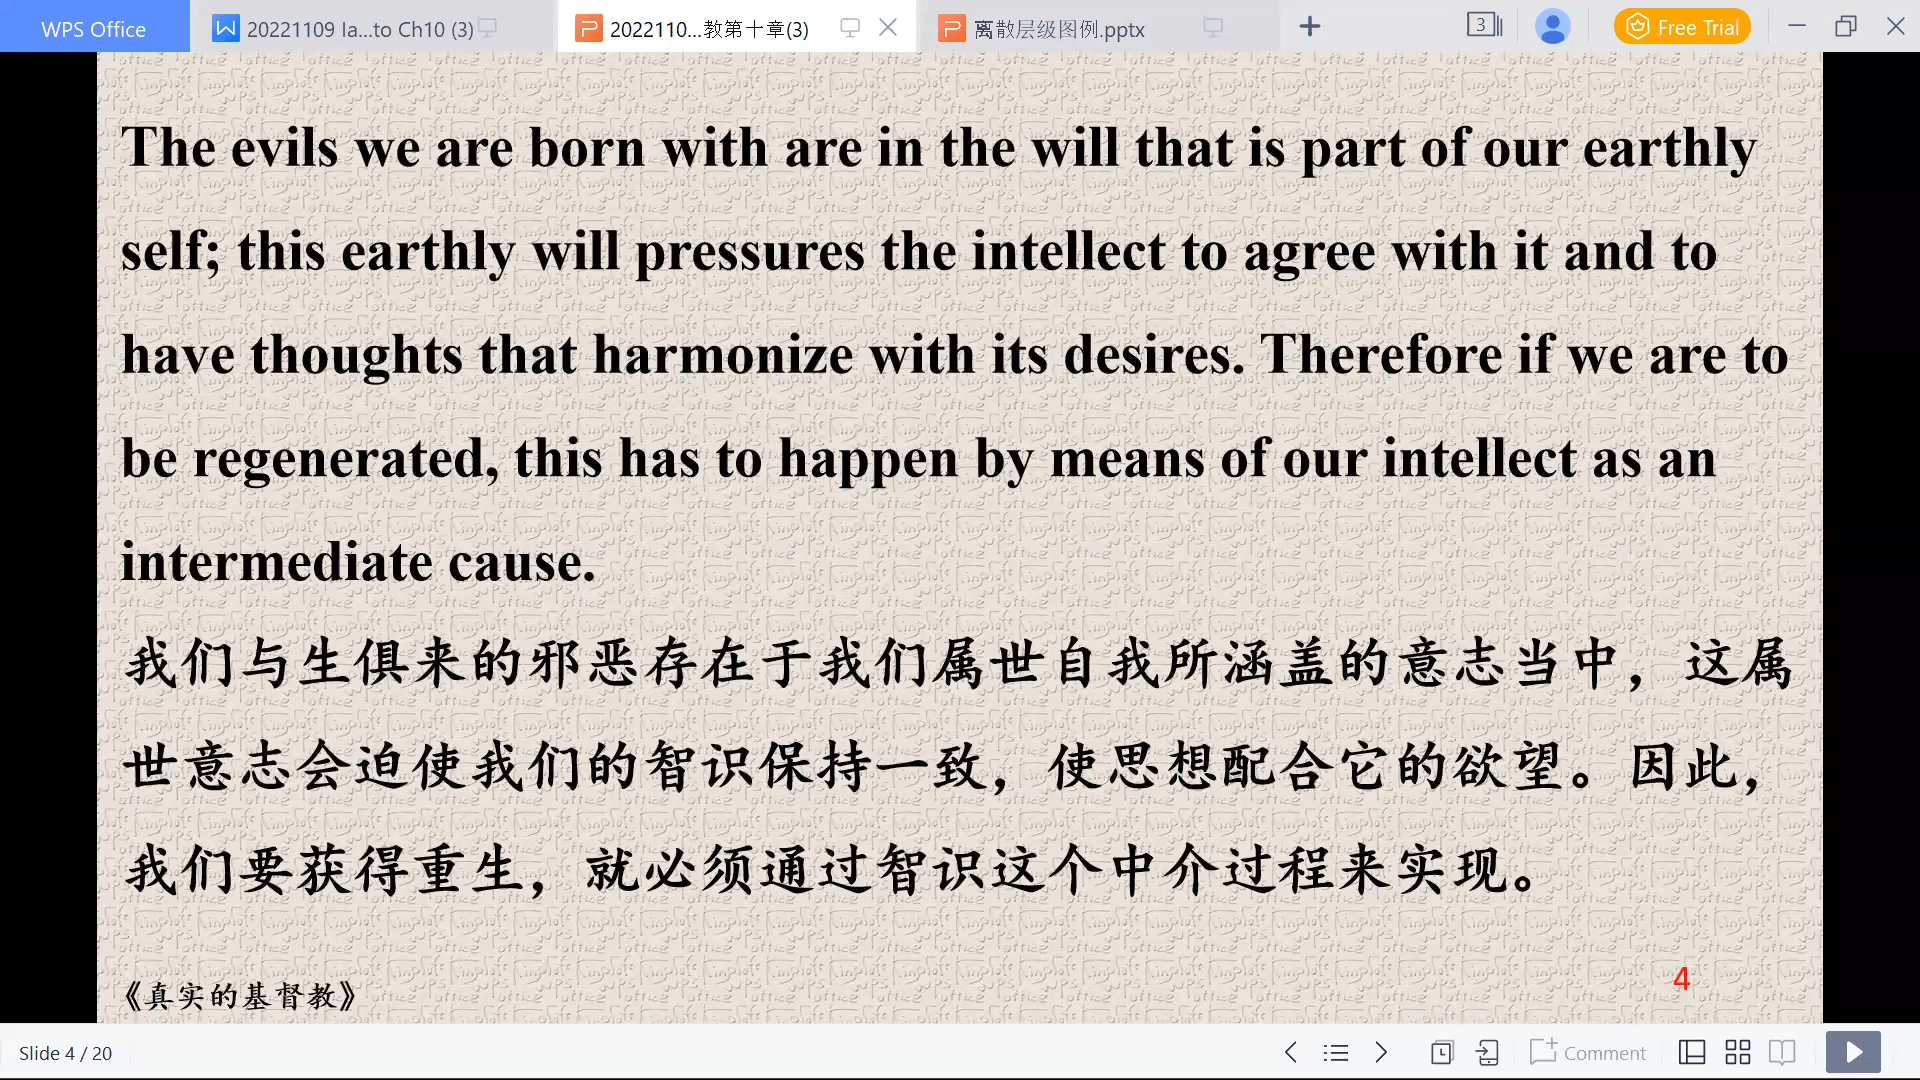 WPS Office
20221109 la...to Ch10 (3)
2022110...教第十章(3)
离散层级图例.pptx
3
Free Trial
The evils we are born with are in the will that is part of our earthly
self; this earthly will pressures the intellect to agree with it and to
have thoughts that harmonize with its desires. Therefore if we are to
be regenerated, this has to happen by means of our intellect as an
intermediate cause.
我们与生俱来的邪恶存在于我们属世自我所涵盖的意志当中，这属
世意志会迫使我们的智识保持一致，使思想配合它的欲望。因此，
我们要获得重生，就必须通过智识这个中介过程来实现。
《真实的基督教》
4
Slide 4 / 20
Comment